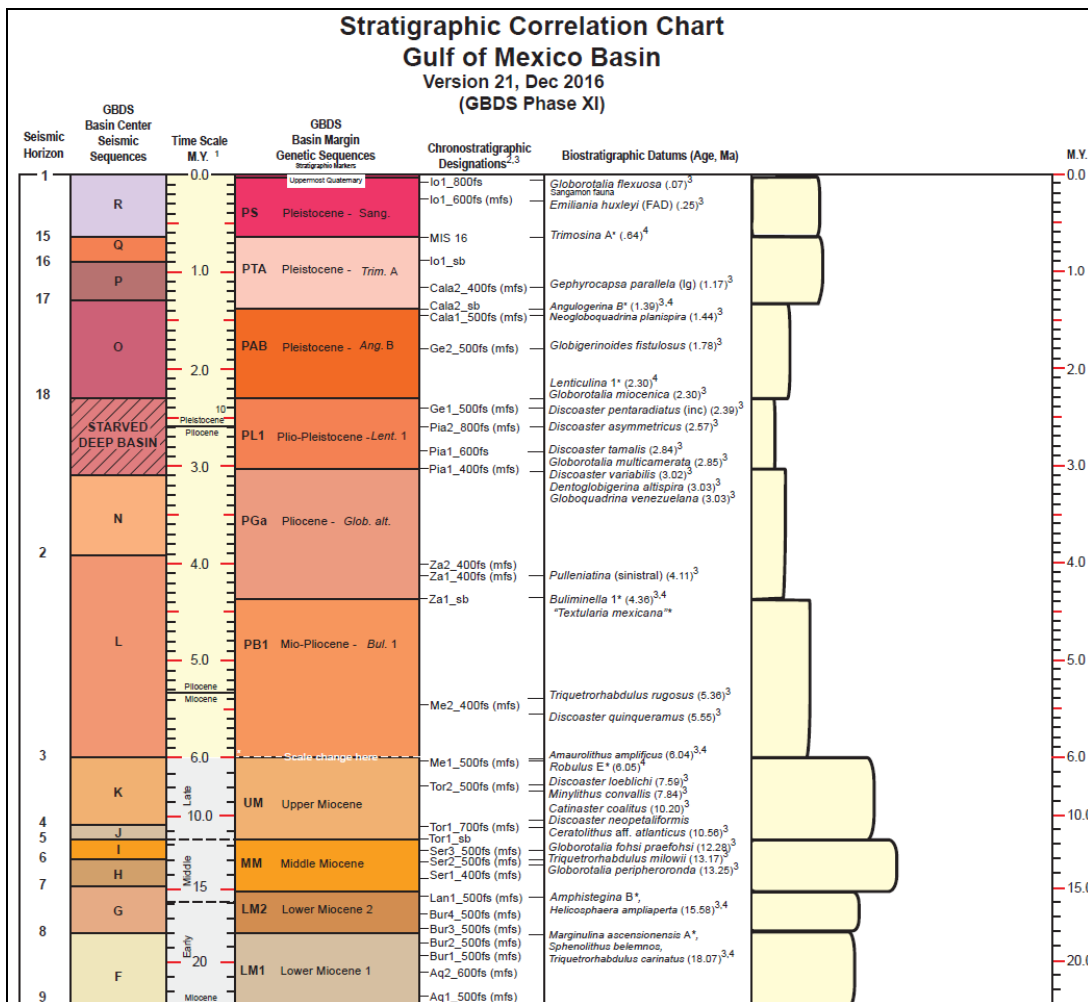 Stratigraphic Correlation Chart
Gulf of Mexico Basin
Version 21, Dec 2016
(GBDS Phase XI)
Seismic
Horizon
GBDS
Basin Center
Seismic
Sequences
Time Scale
M.Y. 1
GBDS
Basin Margin
Genetic Sequences
Stratigraphic Markers
Chronostratigraphic
Designations2,3
Biostratigraphic Datums (Age, Ma)
M.Y.
1
15
16
17
18
2
3
4
5
6
7
8
9
R
Q
P
O
STARVED
DEEP BASIN
N
L
K
J
I
H
G
F
0.0
1.0
2.0
10
Pleistocene
Pliocene
3.0
4.0
5.0
Pliocene
Miocene
6.0
Late
10.0
Middle
15
Early
20
Miocene
Uppermost Quaternary
PS Pleistocene - Sang.
PTA Pleistocene - Trim. A
PAB Pleistocene - Ang. B
PL1 Plio-Pleistocene - Lent. 1
PGa Pliocene - Glob. alt.
PB1 Mio-Pliocene - Bul. 1
* Scale change here
UM Upper Miocene
MM Middle Miocene
LM2 Lower Miocene 2
LM1 Lower Miocene 1
Io1_800fs
Io1_600fs (mfs)
MIS 16
Io1_sb
Cala2_400fs (mfs)
Cala2_sb
Cala1_500fs (mfs)
Ge2_500fs (mfs)
Ge1_500fs (mfs)
Pia2_800fs (mfs)
Pia1_600fs
Pia1_400fs (mfs)
Za2_400fs (mfs)
Za1_400fs (mfs)
Za1_sb
Me2_400fs (mfs)
Me1_500fs (mfs)
Tor2_500fs (mfs)
Tor1_700fs (mfs)
Tor1_sb
Ser3_500fs (mfs)
Ser2_500fs (mfs)
Ser1_400fs (mfs)
Lan1_500fs (mfs)
Bur4_500fs (mfs)
Bur3_500fs (mfs)
Bur2_500fs (mfs)
Bur1_500fs (mfs)
Aq2_600fs (mfs)
Aq1_500fs (mfs)
Globorotalia flexuosa (.07)3
Sangamon fauna
Emiliania huxleyi (FAD) (.25)3
Trimosina A* (.64)4
Gephyrocapsa parallela (lg) (1.17)3
Angulogerina B* (1.39)3,4
Neogloboquadrina planispira (1.44)3
Globigerinoides fistulosus (1.78)3
Lenticulina 1* (2.30)4
Globorotalia miocenica (2.30)3
Discoaster pentaradiatus (inc) (2.39)3
Discoaster asymmetricus (2.57)3
Discoaster tamalis (2.84)3
Globorotalia multicamerata (2.85)3
Discoaster variabilis (3.02)3
Dentoglobigerina altispira (3.03)3
Globoquadrina venezuelana (3.03)3
Pulleniatina (sinistral) (4.11)3
Buliminella 1* (4.36)3,4
"Textularia mexicana"*
Triquetrorhabdulus rugosus (5.36)3
Discoaster quinqueramus (5.55)3
Amaurolithus amplificus (6.04)3,4
Robulus E* (6.05)4
Discoaster loeblichi (7.59)3
Minylithus convallis (7.84)3
Catinaster coalitus (10.20)3
Discoaster neopetaliformis
Ceratolithus aff. atlanticus (10.56)3
Globorotalia fohsi praefohsi (12.28)3
Triquetrorhabdulus milowii (13.17)3
Globorotalia peripheroronda (13.25)3
Amphistegina B*,
Helicosphaera ampliaperta (15.58)3,4
Marginulina ascensionensis A*,
Sphenolithus belemnos,
Triquetrorhabdulus carinatus (18.07)3,4
0.0
1.0
2.0
3.0
4.0
5.0
6.0
10.0
15.0
20.0